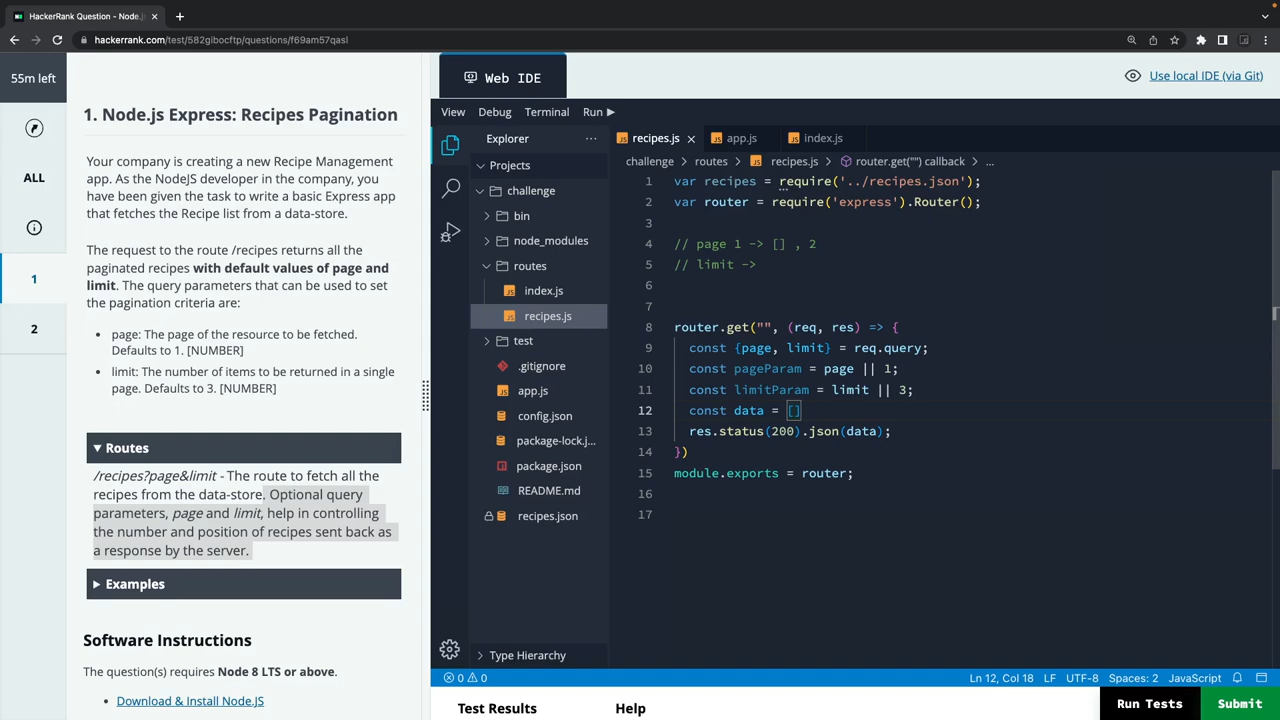 HackerRank Question - Node.j
hackerrank.com/test/582gibocftp/questions/f69am57qasl
55m left
ALL
1
2
1. Node.js Express: Recipes Pagination
Your company is creating a new Recipe Management
app. As the NodeJS developer in the company, you
have been given the task to write a basic Express app
that fetches the Recipe list from a data-store.
The request to the route /recipes returns all the
paginated recipes with default values of page and
limit. The query parameters that can be used to set
the pagination criteria are:
• page: The page of the resource to be fetched.
Defaults to 1. [NUMBER]
• limit: The number of items to be returned in a single
page. Defaults to 3. [NUMBER]
Routes
/recipes?page&limit - The route to fetch all the
recipes from the data-store. Optional query
parameters, page and limit, help in controlling
the number and position of recipes sent back as
a response by the server.
Examples
Software Instructions
The question(s) requires Node 8 LTS or above.
• Download & Install Node.JS
Web IDE
Use local IDE (via Git)
View Debug Terminal Run
Explorer
Projects
challenge
bin
node_modules
routes
index.js
recipes.js
test
.gitignore
app.js
config.json
package-lock.j...
package.json
README.md
recipes.json
Type Hierarchy
recipes.js app.js index.js
challenge > routes > recipes.js > router.get("") callback > ...
1 var recipes = require('../recipes.json');
2 var router = require('express').Router();
3
4 // page 1 -> [] , 2
5 // limit ->
6
7
8 router.get("", (req, res) => {
9 const {page, limit} = req.query;
10 const pageParam = page || 1;
11 const limitParam = limit || 3;
12 const data = []
13 res.status(200).json(data);
14 })
15 module.exports = router;
16
17
0 0
Ln 12, Col 18 LF UTF-8 Spaces: 2 JavaScript
Test Results Help
Run Tests Submit